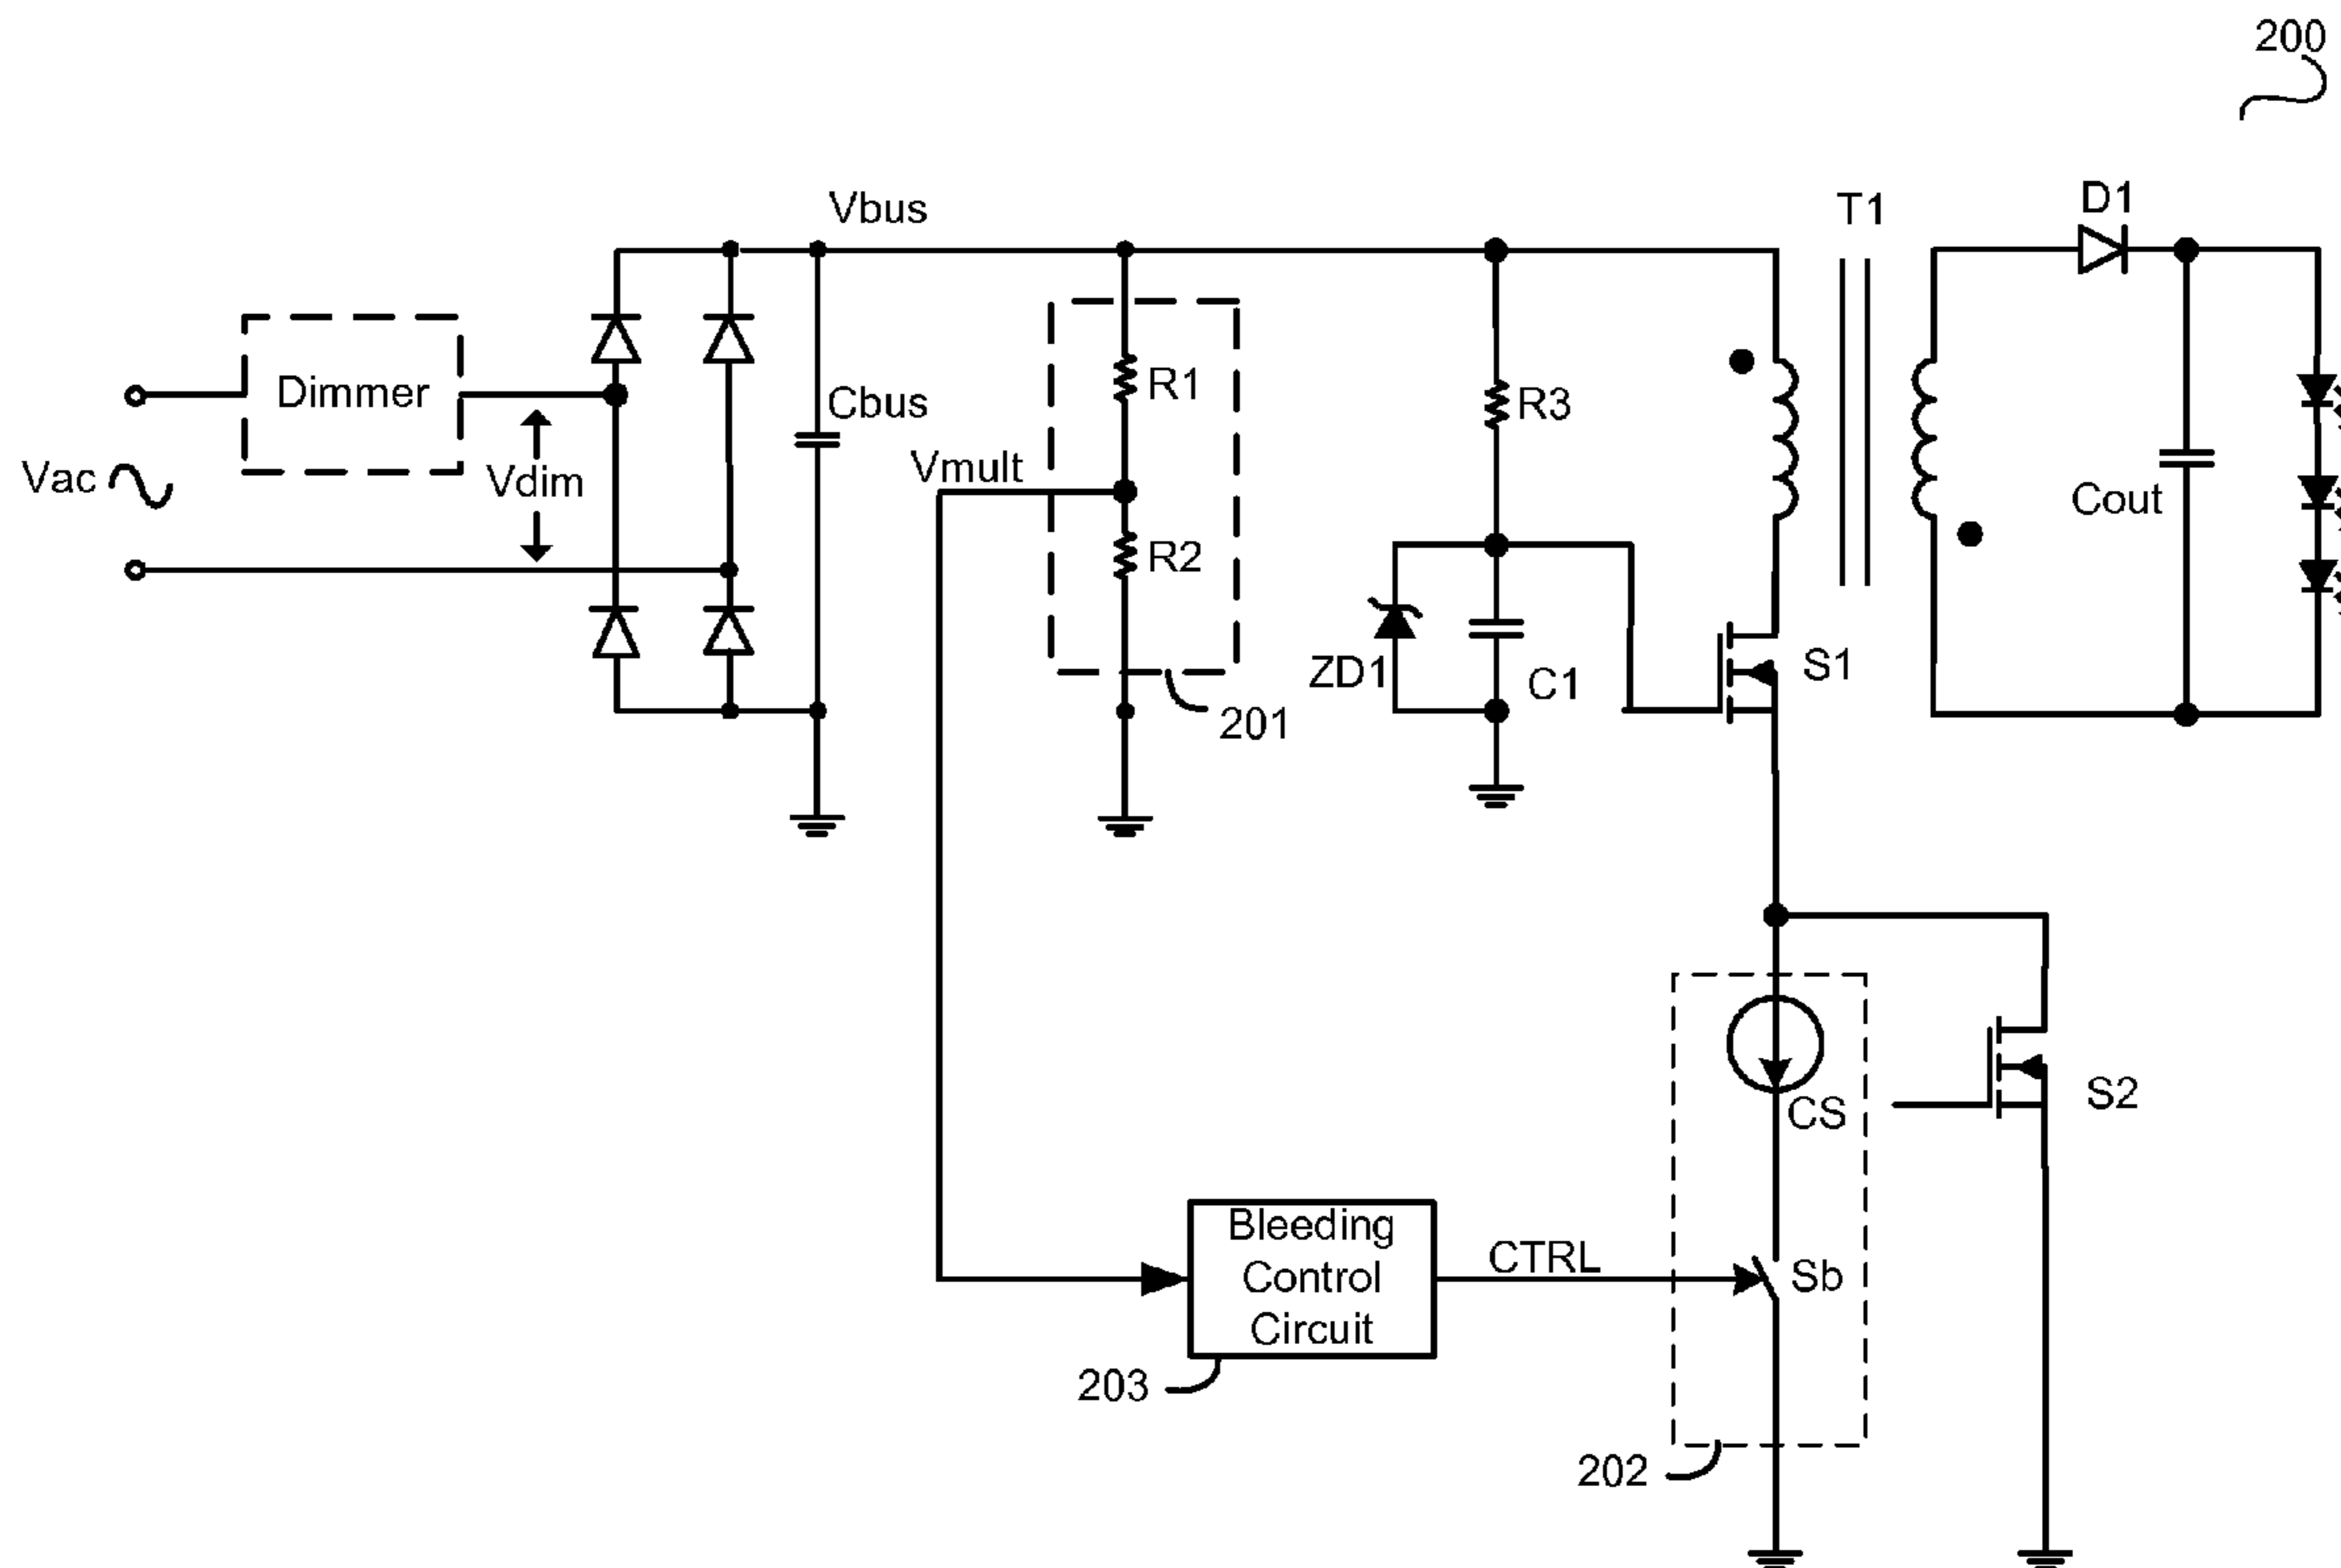 200
Vbus
T1
D1
Dimmer
R1
Cbus
R3
Vac
Vdim
Vmult
Cout
R2
ZD1
C1
S1
201
CS
S2
Bleeding
Control
Circuit
CTRL
Sb
203
202